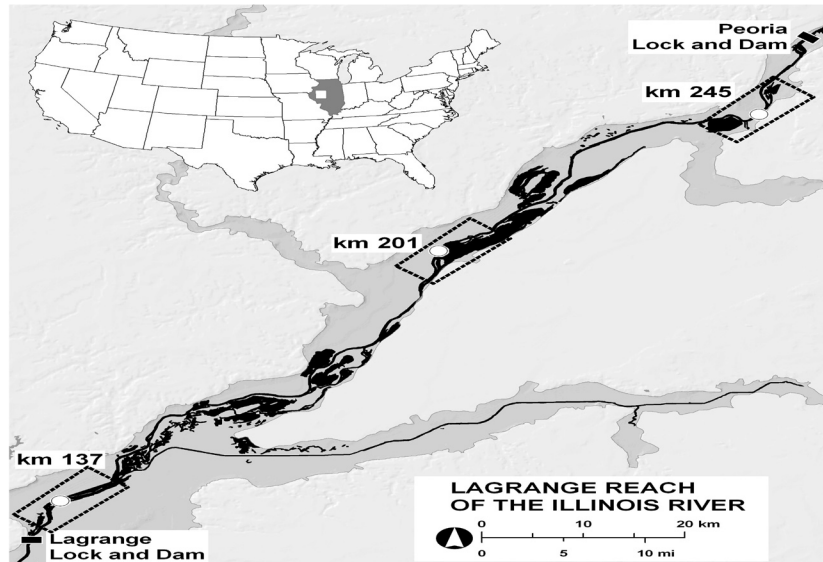 Peoria
Lock and Dam
km 245
km 201
km 137
Lagrange
Lock and Dam
LAGRANGE REACH
OF THE ILLINOIS RIVER
0 10 20 km
0 5 10 mi